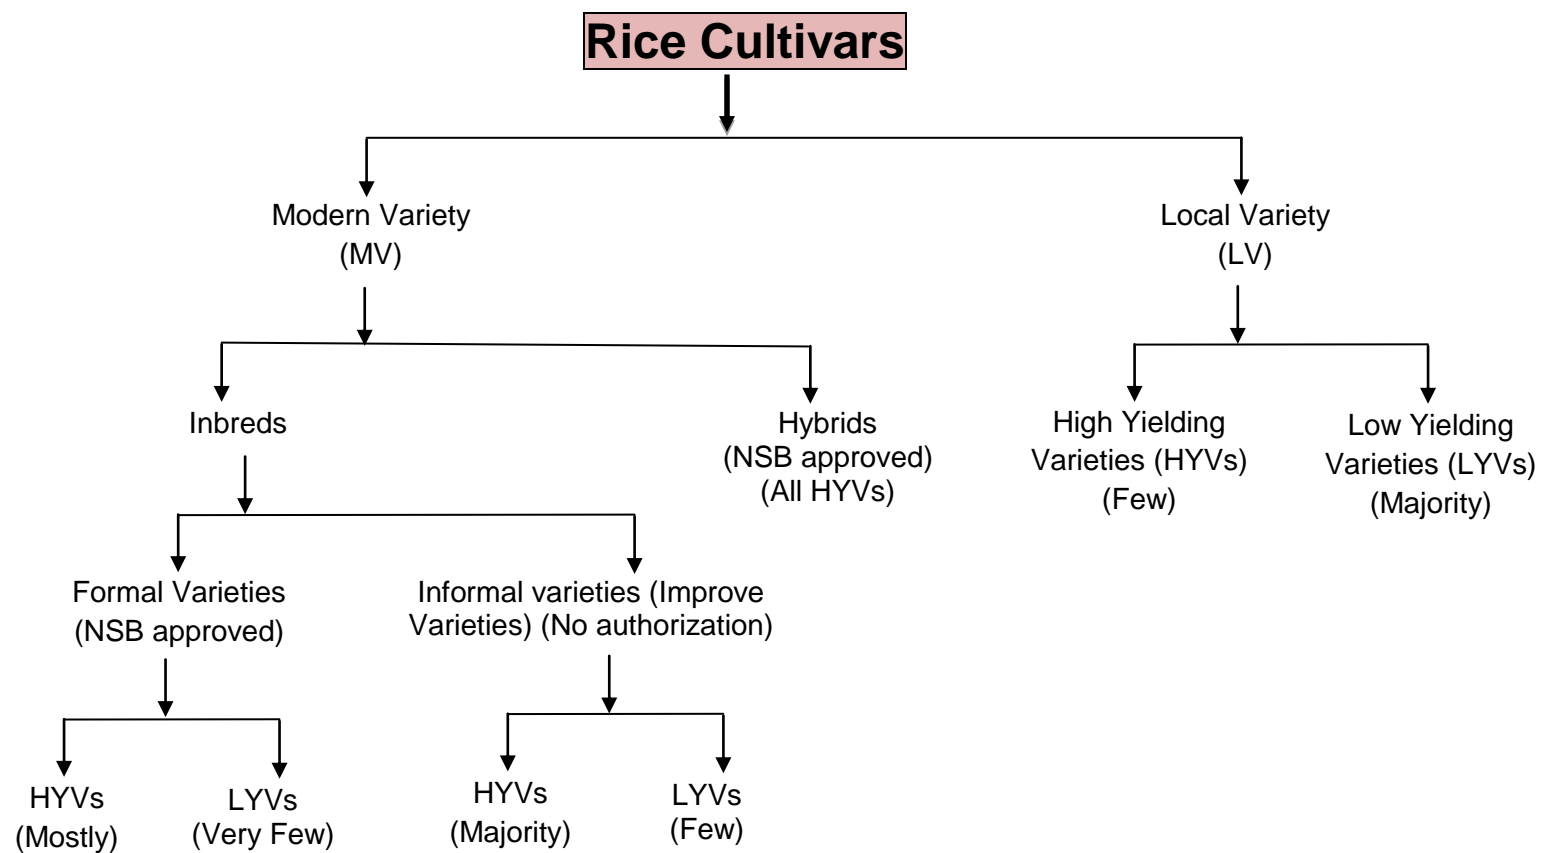 Rice Cultivars
Modern Variety
(MV)
Local Variety
(LV)
Inbreds
Hybrids
(NSB approved)
(All HYVs)
High Yielding
Varieties (HYVs)
(Few)
Low Yielding
Varieties (LYVs)
(Majority)
Formal Varieties
(NSB approved)
Informal varieties (Improve
Varieties) (No authorization)
HYVs
(Mostly)
LYVs
(Very Few)
HYVs
(Majority)
LYVs
(Few)